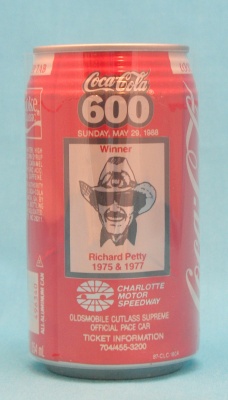 Coca-Cola
600
SUNDAY, MAY 29, 1988
Winner
Richard Petty
1975 & 1977
CHARLOTTE
MOTOR
SPEEDWAY
OLDSMOBILE CUTLASS SUPREME
OFFICIAL PACE CAR
TICKET INFORMATION
704/455-3200